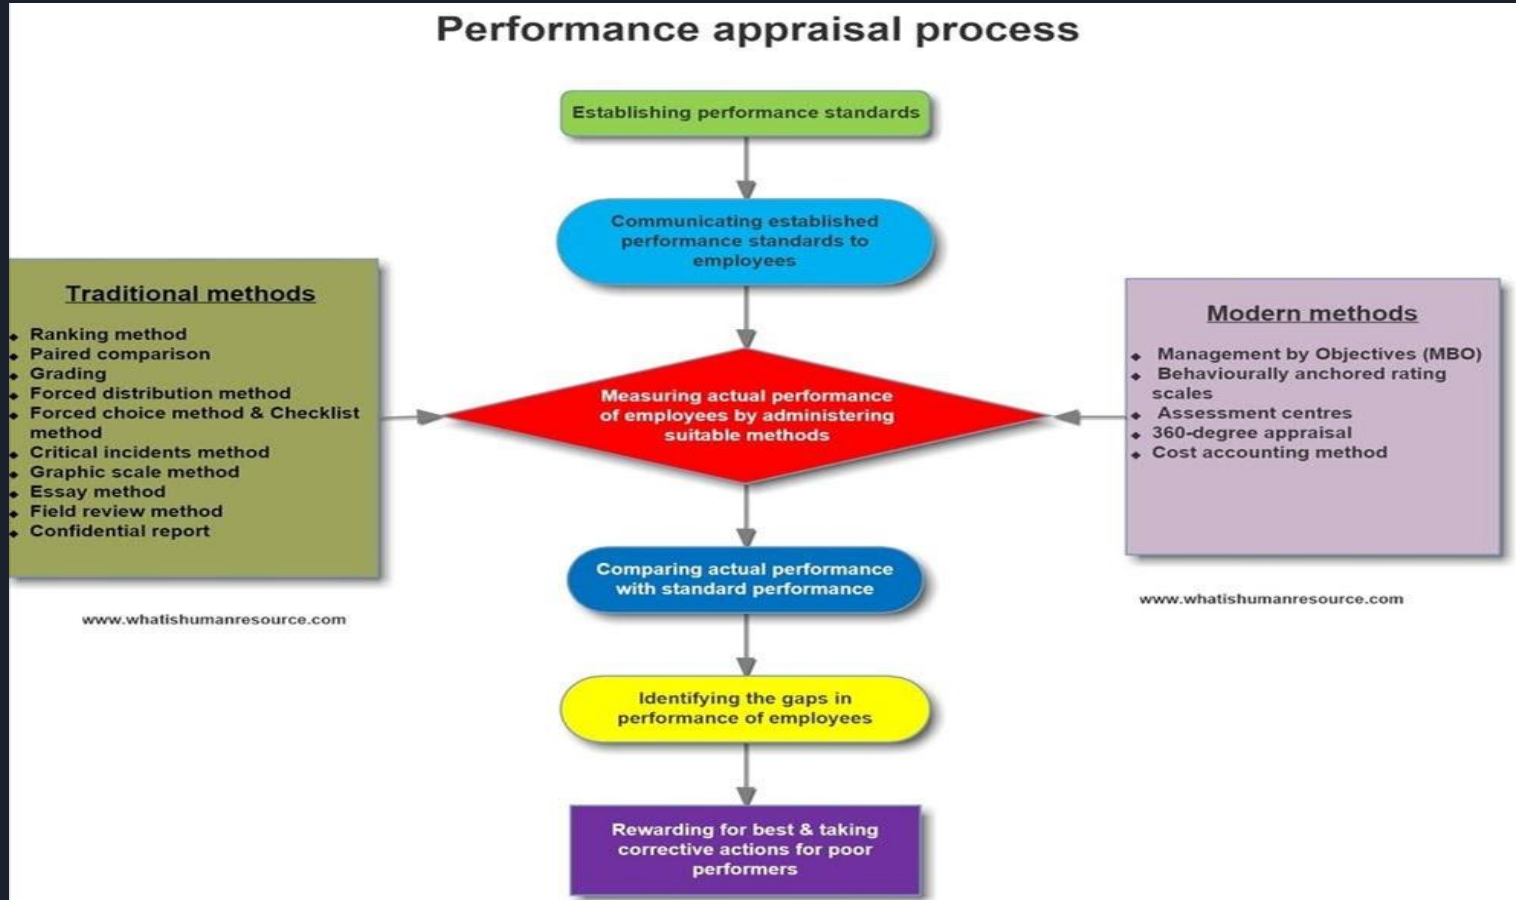 Performance appraisal process
Establishing performance standards
Communicating established
performance standards to
employees
Traditional methods
Ranking method
Paired comparison
Grading
Forced distribution method
Forced choice method & Checklist
method
Critical incidents method
Graphic scale method
Essay method
Field review method
Confidential report
www.whatishumanresource.com
Measuring actual performance
of employees by administering
suitable methods
Modern methods
Management by Objectives (MBO)
Behaviourally anchored rating
scales
Assessment centres
360-degree appraisal
Cost accounting method
www.whatishumanresource.com
Comparing actual performance
with standard performance
Identifying the gaps in
performance of employees
Rewarding for best & taking
corrective actions for poor
performers